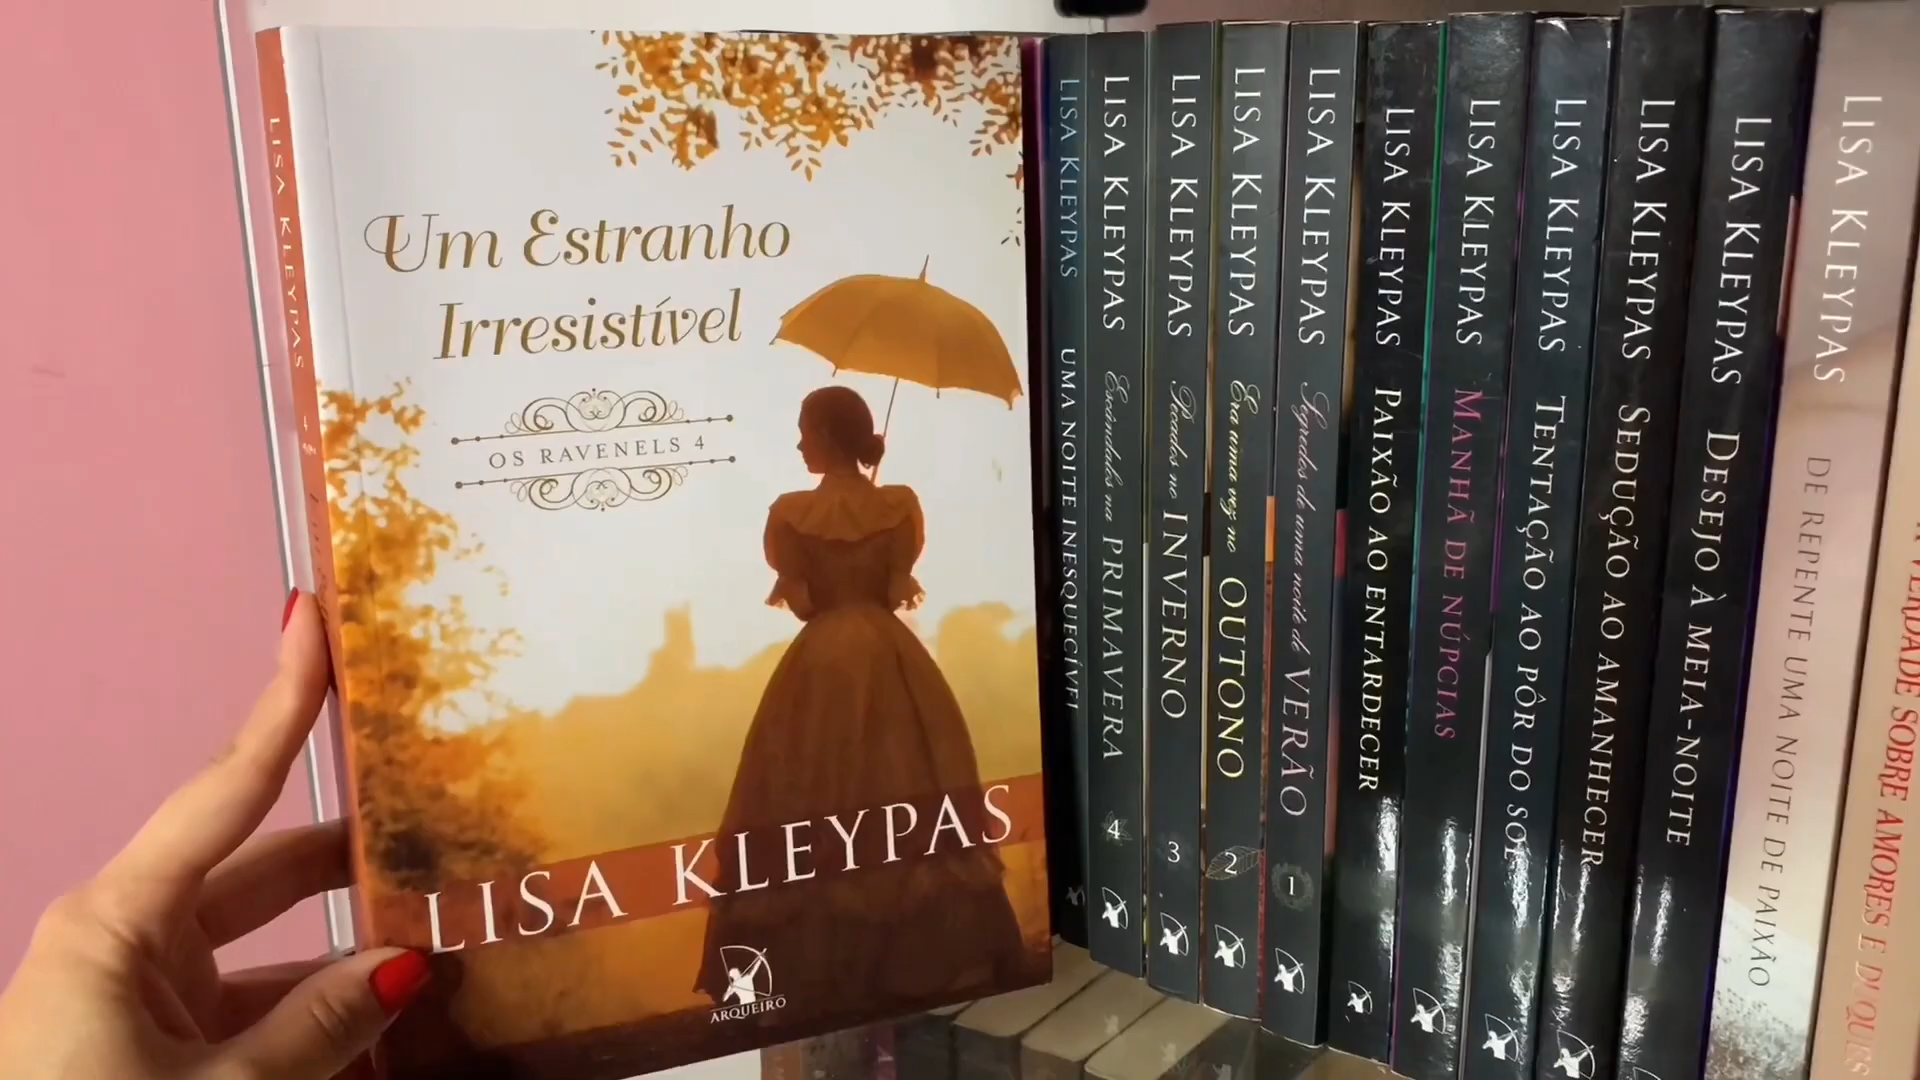 LISA KLEYPAS 4
Um Estranho
Irresistível
OS RAVENELS 4
LISA KLEYPAS
ARQUEIRO
LISA KLEYPAS UMA NOITE INESQUECÍVEL
LISA KLEYPAS Escândalos na PRIMAVERA 4
LISA KLEYPAS Pecados no INVERNO 3
LISA KLEYPAS Era uma vez no OUTONO 2
LISA KLEYPAS Segredos de uma noite de VERÃO 1
LISA KLEYPAS PAIXÃO AO ENTARDECER
LISA KLEYPAS MANHÃ DE NÚPCIAS
LISA KLEYPAS TENTAÇÃO AO PÔR DO SOL
LISA KLEYPAS SEDUÇÃO AO AMANHECER
LISA KLEYPAS DESEJO À MEIA-NOITE
LISA KLEYPAS DE REPENTE UMA NOITE DE PAIXÃO
A VERDADE SOBRE AMORES E DUQUES